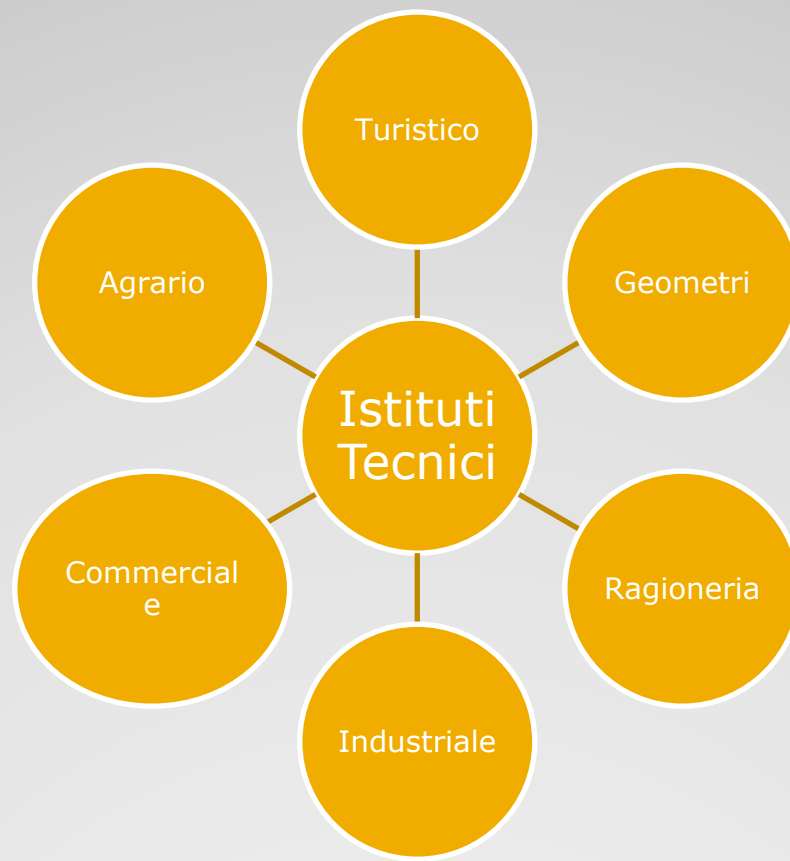 Turistico
Agrario
Geometri
Istituti
Tecnici
Commercial
e
Ragioneria
Industriale